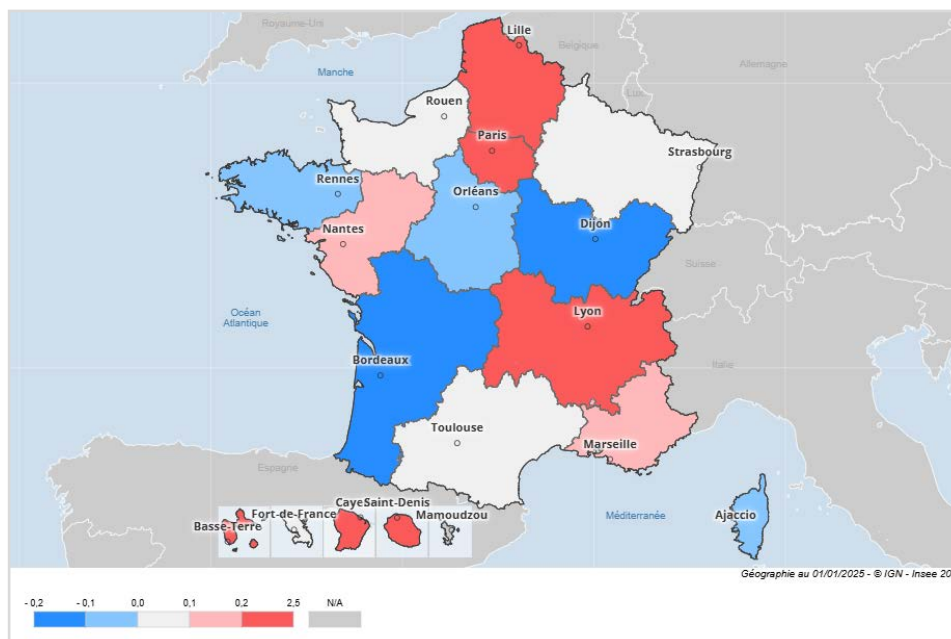 Royaume-Uni
Lille
Belgique
Manche
Allemagne
Lux.
Rouen
Paris
Strasbourg
Rennes
Orléans
Nantes
Dijon
Suisse
Océan
Atlantique
Lyon
Bordeaux
Italie
Toulouse
Marseille
Espagne
Basse-Terre
Fort-de-France
Saint-Denis
Mamoudzou
Méditerranée
Ajaccio
Géographie au 01/01/2025 - © IGN - Insee 20
- 0,2 - 0,1 0,0 0,1 0,2 2,5 N/A